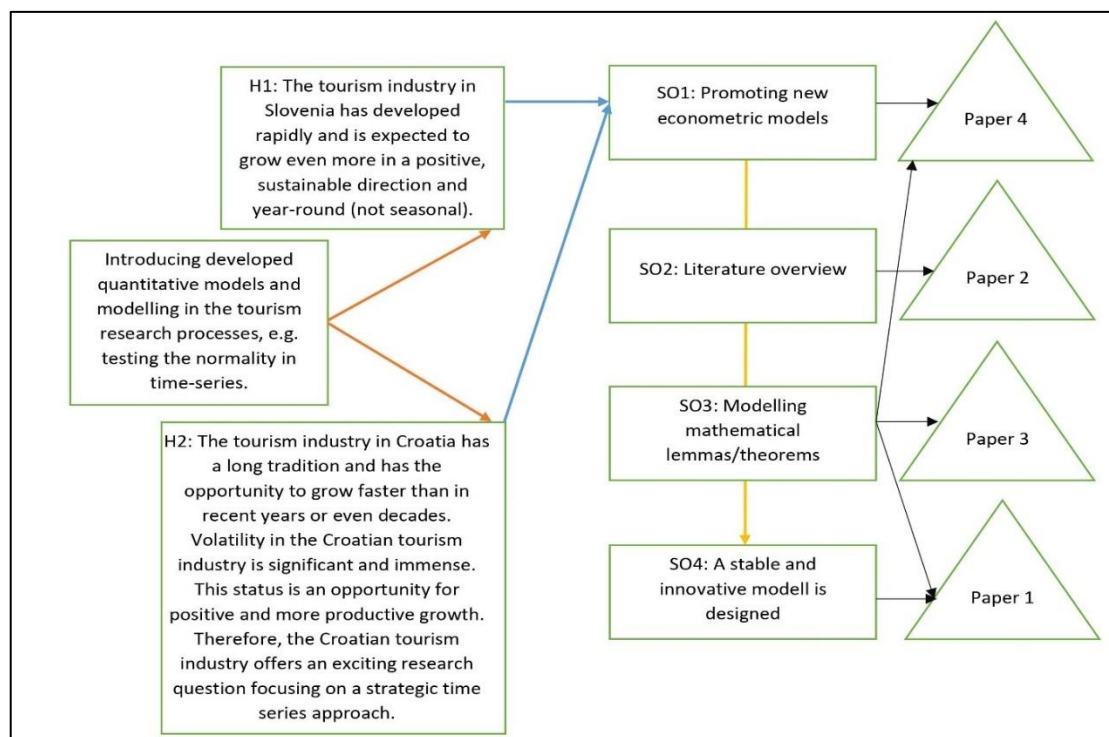 H1: The tourism industry in
Slovenia has developed
rapidly and is expected to
grow even more in a positive,
sustainable direction and
year-round (not seasonal).
Introducing developed
quantitative models and
modelling in the tourism
research processes, e.g.
testing the normality in
time-series.
H2: The tourism industry in Croatia has
a long tradition and has the
opportunity to grow faster than in
recent years or even decades.
Volatility in the Croatian tourism
industry is significant and immense.
This status is an opportunity for
positive and more productive growth.
Therefore, the Croatian tourism
industry offers an exciting research
question focusing on a strategic time
series approach.
SO1: Promoting new
econometric models
SO2: Literature overview
SO3: Modelling
mathematical
lemmas/theorems
SO4: A stable and
innovative modell is
designed
Paper 4
Paper 2
Paper 3
Paper 1